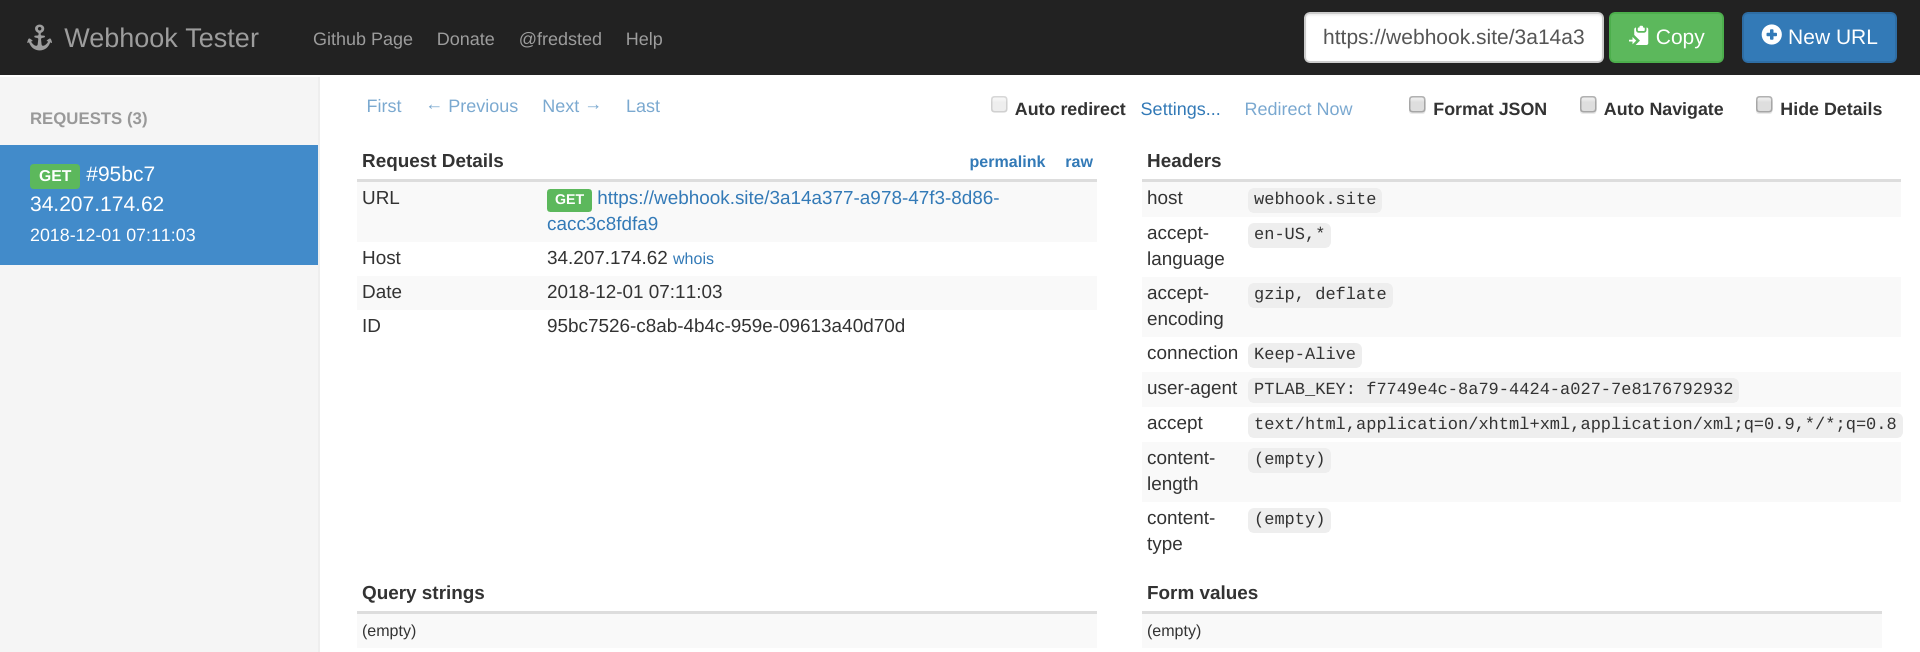 Webhook Tester Github Page Donate @fredsted Help https://webhook.site/3a14a3 Copy New URL
REQUESTS (3)
GET #95bc7
34.207.174.62
2018-12-01 07:11:03
First ← Previous Next → Last Auto redirect Settings... Redirect Now Format JSON Auto Navigate Hide Details
Request Details permalink raw
URL GET https://webhook.site/3a14a377-a978-47f3-8d86-
cacc3c8fdfa9
Host 34.207.174.62 whois
Date 2018-12-01 07:11:03
ID 95bc7526-c8ab-4b4c-959e-09613a40d70d
Headers
host webhook.site
accept- en-US,*
language
accept- gzip, deflate
encoding
connection Keep-Alive
user-agent PTLAB_KEY: f7749e4c-8a79-4424-a027-7e8176792932
accept text/html,application/xhtml+xml,application/xml;q=0.9,*/*;q=0.8
content- (empty)
length
content- (empty)
type
Query strings
(empty)
Form values
(empty)